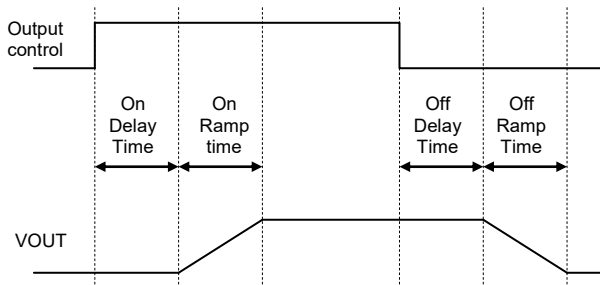 Output
control
On
Delay
Time
On
Ramp
time
Off
Delay
Time
Off
Ramp
Time
VOUT